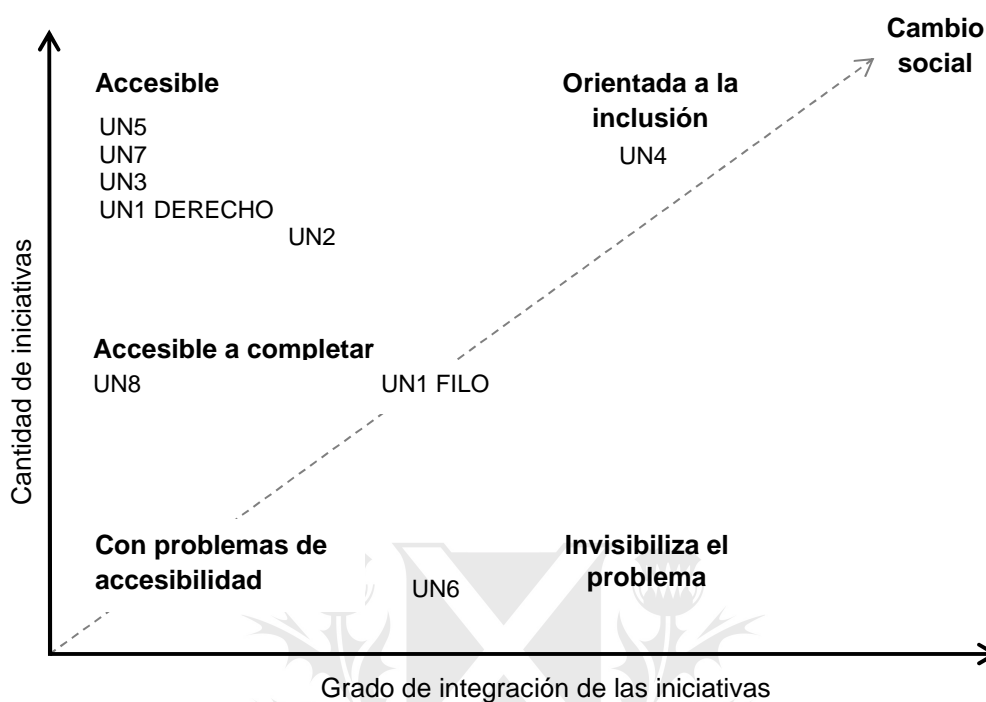 Cambio
social
Accesible
Orientada a la
inclusión
UN5
UN7
UN3
UN1 DERECHO
UN4
UN2
Cantidad de iniciativas
Accesible a completar
UN8
UN1 FILO
Con problemas de
accesibilidad
Invisibiliza el
problema
UN6
Grado de integración de las iniciativas